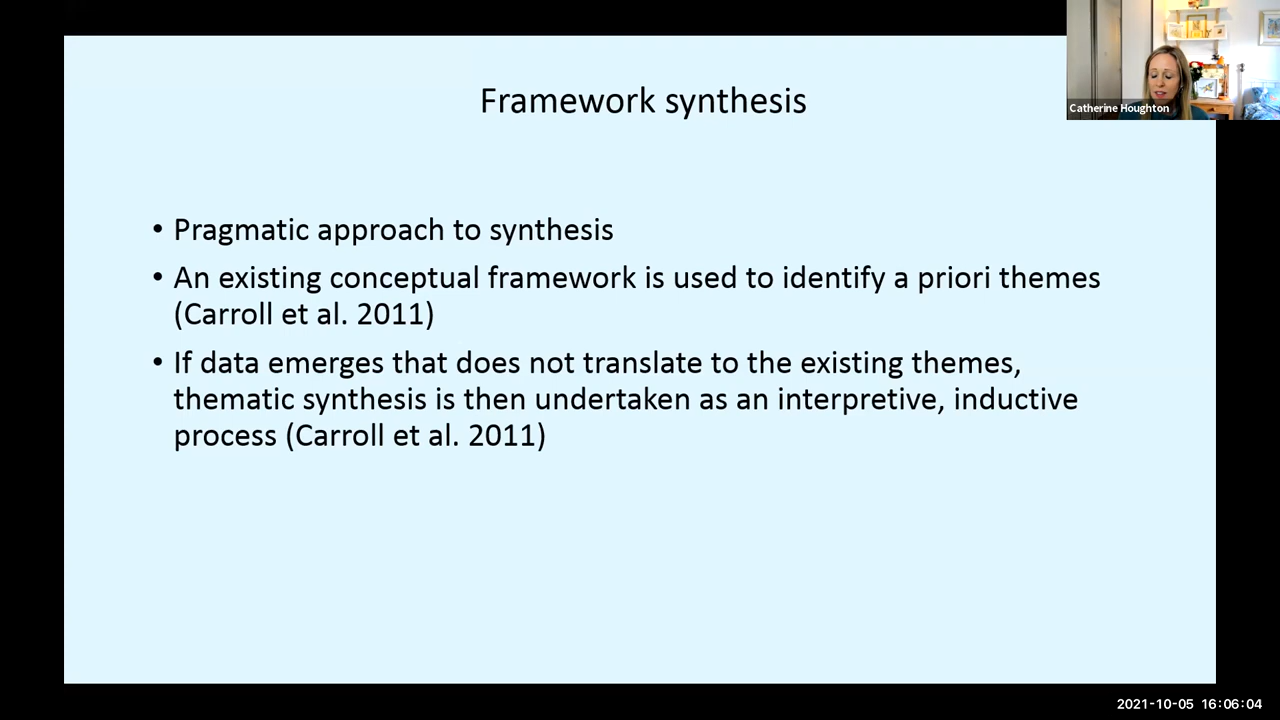 Framework synthesis
Catherine Houghton
• Pragmatic approach to synthesis
• An existing conceptual framework is used to identify a priori themes
(Carroll et al. 2011)
• If data emerges that does not translate to the existing themes,
thematic synthesis is then undertaken as an interpretive, inductive
process (Carroll et al. 2011)
2021-10-05 16:06:04